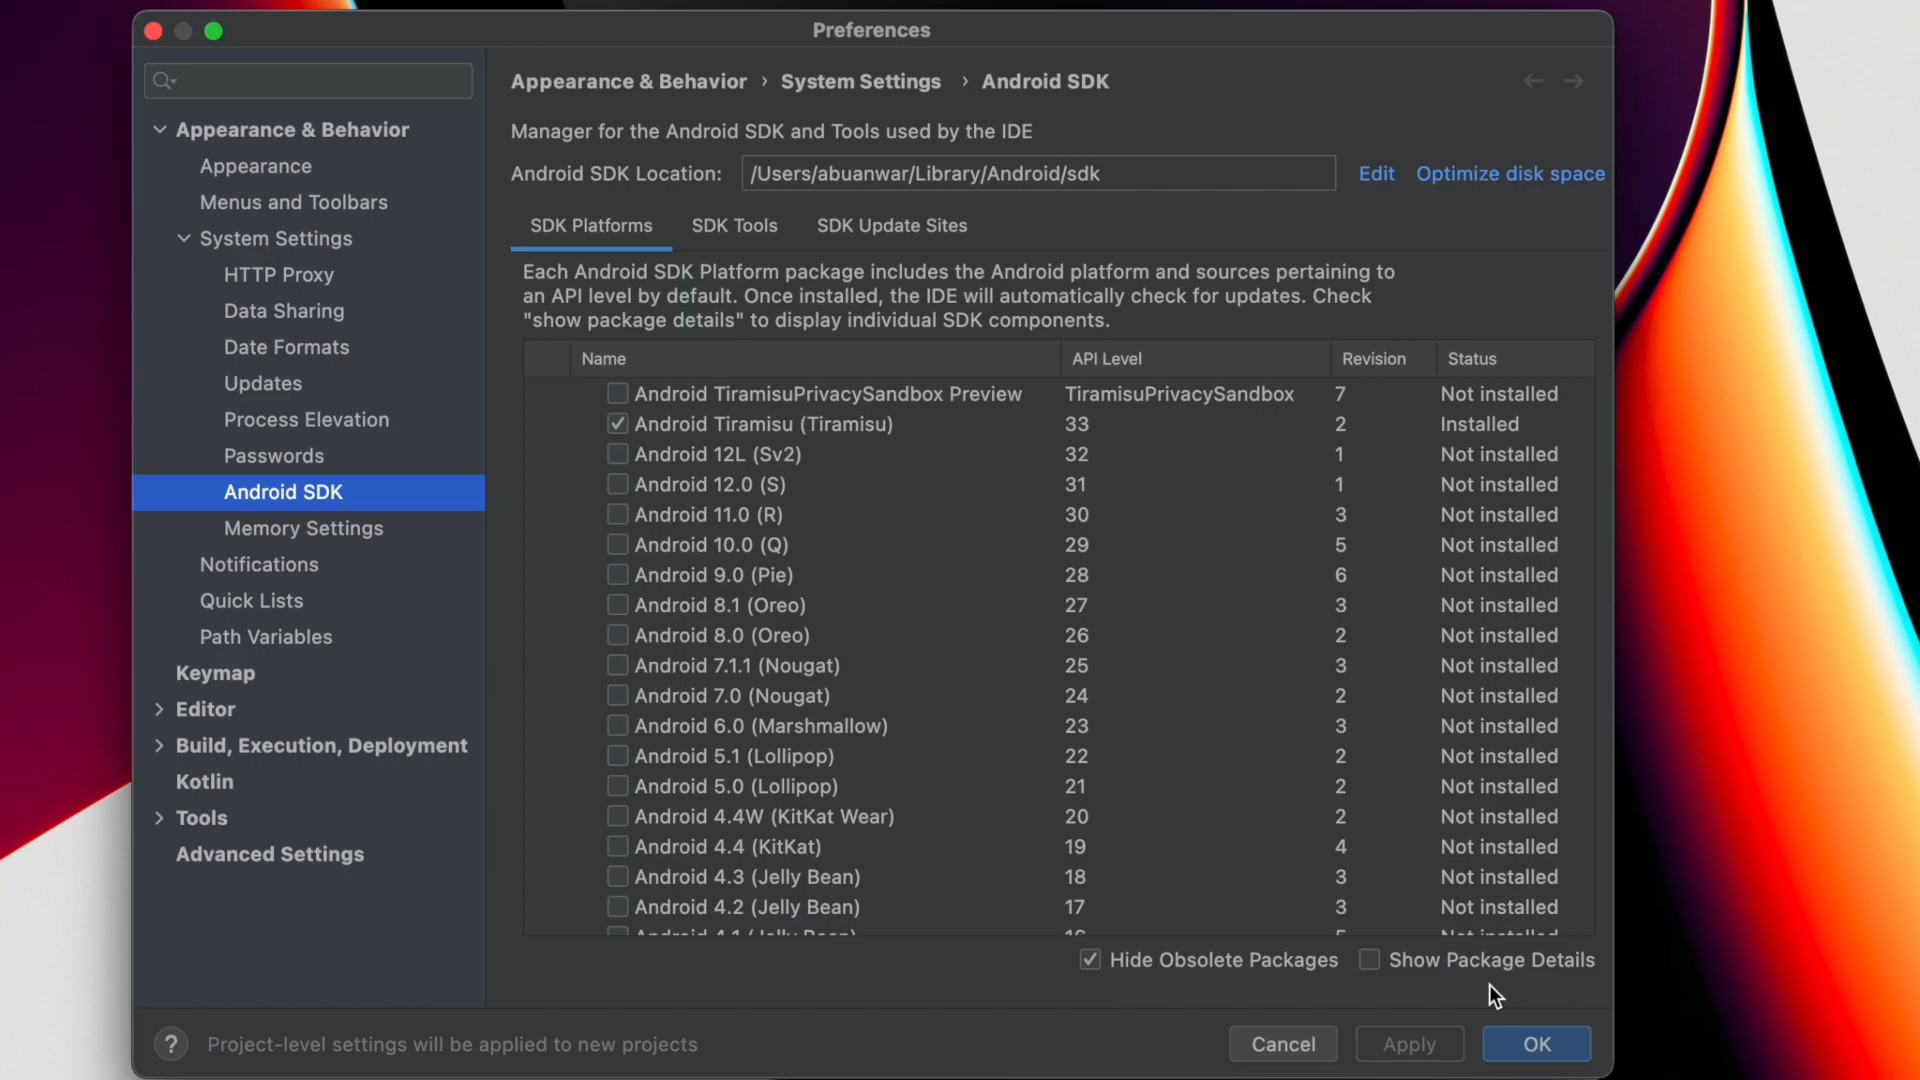 Preferences
Appearance & Behavior
Appearance
Menus and Toolbars
System Settings
HTTP Proxy
Data Sharing
Date Formats
Updates
Process Elevation
Passwords
Android SDK
Memory Settings
Notifications
Quick Lists
Path Variables
Keymap
Editor
Build, Execution, Deployment
Kotlin
Tools
Advanced Settings
Appearance & Behavior › System Settings › Android SDK
Manager for the Android SDK and Tools used by the IDE
Android SDK Location: /Users/abuanwar/Library/Android/sdk Edit Optimize disk space
SDK Platforms SDK Tools SDK Update Sites
Each Android SDK Platform package includes the Android platform and sources pertaining to
an API level by default. Once installed, the IDE will automatically check for updates. Check
"show package details" to display individual SDK components.
Name API Level Revision Status
Android TiramisuPrivacySandbox Preview TiramisuPrivacySandbox 7 Not installed
Android Tiramisu (Tiramisu) 33 2 Installed
Android 12L (Sv2) 32 1 Not installed
Android 12.0 (S) 31 1 Not installed
Android 11.0 (R) 30 3 Not installed
Android 10.0 (Q) 29 5 Not installed
Android 9.0 (Pie) 28 6 Not installed
Android 8.1 (Oreo) 27 3 Not installed
Android 8.0 (Oreo) 26 2 Not installed
Android 7.1.1 (Nougat) 25 3 Not installed
Android 7.0 (Nougat) 24 2 Not installed
Android 6.0 (Marshmallow) 23 3 Not installed
Android 5.1 (Lollipop) 22 2 Not installed
Android 5.0 (Lollipop) 21 2 Not installed
Android 4.4W (KitKat Wear) 20 2 Not installed
Android 4.4 (KitKat) 19 4 Not installed
Android 4.3 (Jelly Bean) 18 3 Not installed
Android 4.2 (Jelly Bean) 17 3 Not installed
Android 4.1 (Jelly Bean) 16 5 Not installed
Hide Obsolete Packages Show Package Details
? Project-level settings will be applied to new projects
Cancel Apply OK